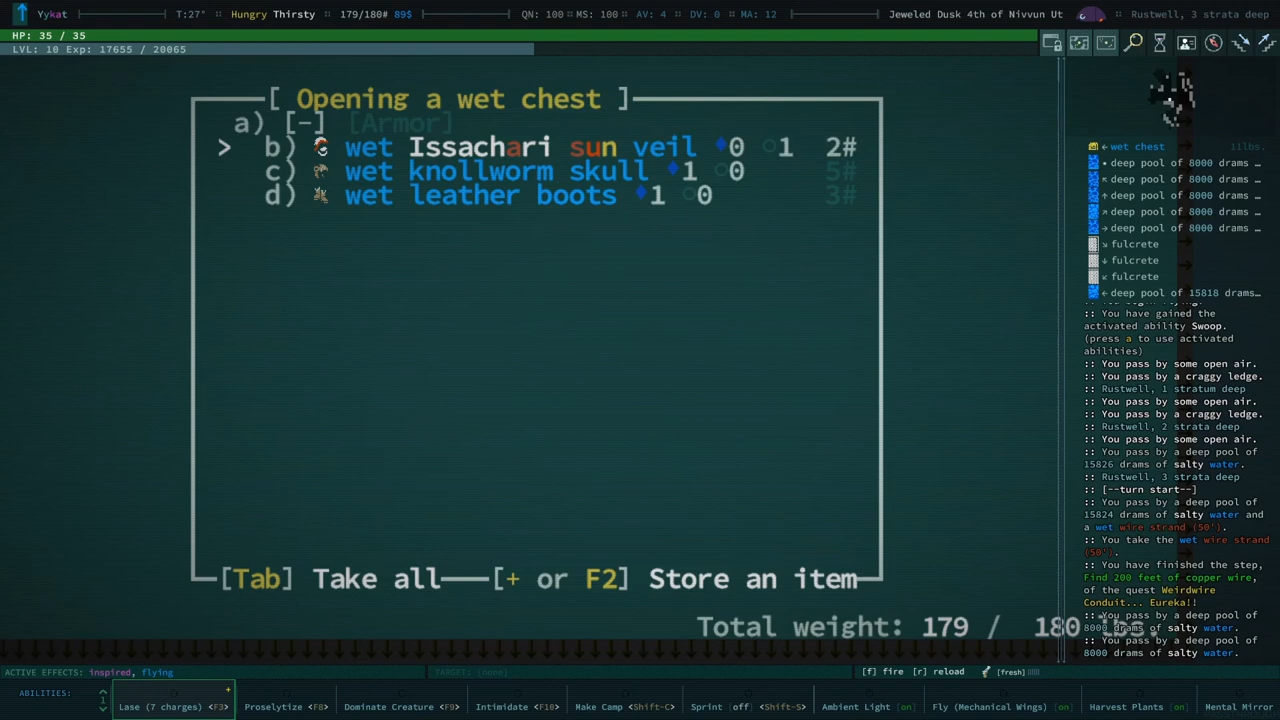 Yykat T:27° Hungry Thirsty 179/180# 89$ QN: 100 MS: 100 AV: 4 DV: 0 MA: 12 Jeweled Dusk 4th of Nivvun Ut Rustwell, 3 strata deep
HP: 35 / 35
LVL: 10 Exp: 17655 / 20065
[ Opening a wet chest ]
a) [-] [Armor]
> b) wet Issachari sun veil ♦0 ○1 2#
c) wet knollworm skull ♦1 ○0 5#
d) wet leather boots ♦1 ○0 3#
[Tab] Take all [+ or F2] Store an item
Total weight: 179 / 180 lbs.
wet chest 11lbs.
• deep pool of 8000 drams …
↖ deep pool of 8000 drams …
↑ deep pool of 8000 drams …
↗ deep pool of 8000 drams …
→ deep pool of 8000 drams …
↘ fulcrete
↓ fulcrete
↙ fulcrete
← deep pool of 15818 drams…
:: You have gained the
activated ability Swoop.
(press a to use activated
abilities)
:: You pass by some open air.
:: You pass by a craggy ledge.
:: Rustwell, 1 stratum deep
:: You pass by some open air.
:: You pass by a craggy ledge.
:: Rustwell, 2 strata deep
:: You pass by some open air.
:: You pass by a deep pool of
15826 drams of salty water.
:: Rustwell, 3 strata deep
:: [--turn start--]
:: You pass by a deep pool of
15824 drams of salty water and
a wet wire strand (50').
:: You take the wet wire strand
(50').
:: You have finished the step,
Find 200 feet of copper wire,
of the quest Weirdwire
Conduit... Eureka!!
:: You pass by a deep pool of
8000 drams of salty water.
:: You pass by a deep pool of
8000 drams of salty water.
ACTIVE EFFECTS: inspired, flying TARGET: [none] [f] fire [r] reload [fresh]
ABILITIES: 1 Lase (7 charges) <F3> Proselytize <F8> Dominate Creature <F9> Intimidate <F10> Make Camp <Shift-C> Sprint [off] <Shift-S> Ambient Light [on] Fly (Mechanical Wings) [on] Harvest Plants [on] Mental Mirror